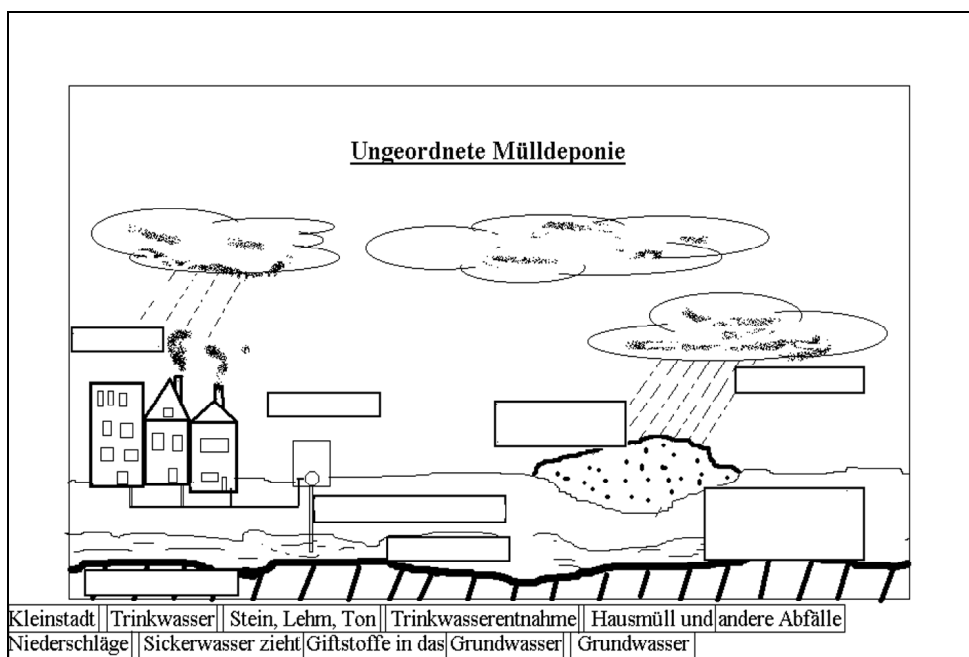 Ungeordnete Mülldeponie
Kleinstadt Trinkwasser Stein, Lehm, Ton Trinkwasserentnahme Hausmüll und andere Abfälle
Niederschläge Sickerwasser zieht Giftstoffe in das Grundwasser Grundwasser